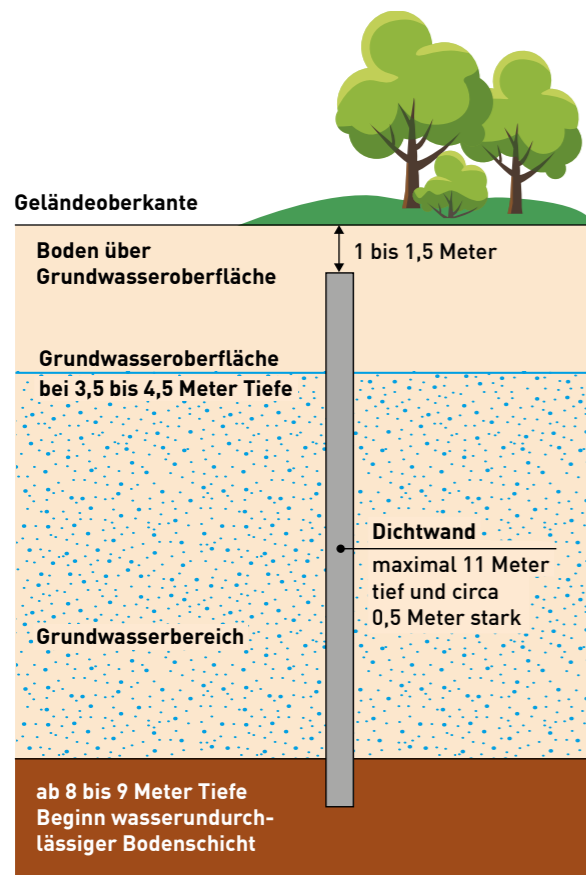 Geländeoberkante
Boden über
Grundwasseroberfläche
1 bis 1,5 Meter
Grundwasseroberfläche
bei 3,5 bis 4,5 Meter Tiefe
Dichtwand
maximal 11 Meter
tief und circa
0,5 Meter stark
Grundwasserbereich
ab 8 bis 9 Meter Tiefe
Beginn wasserundurch-
lässiger Bodenschicht